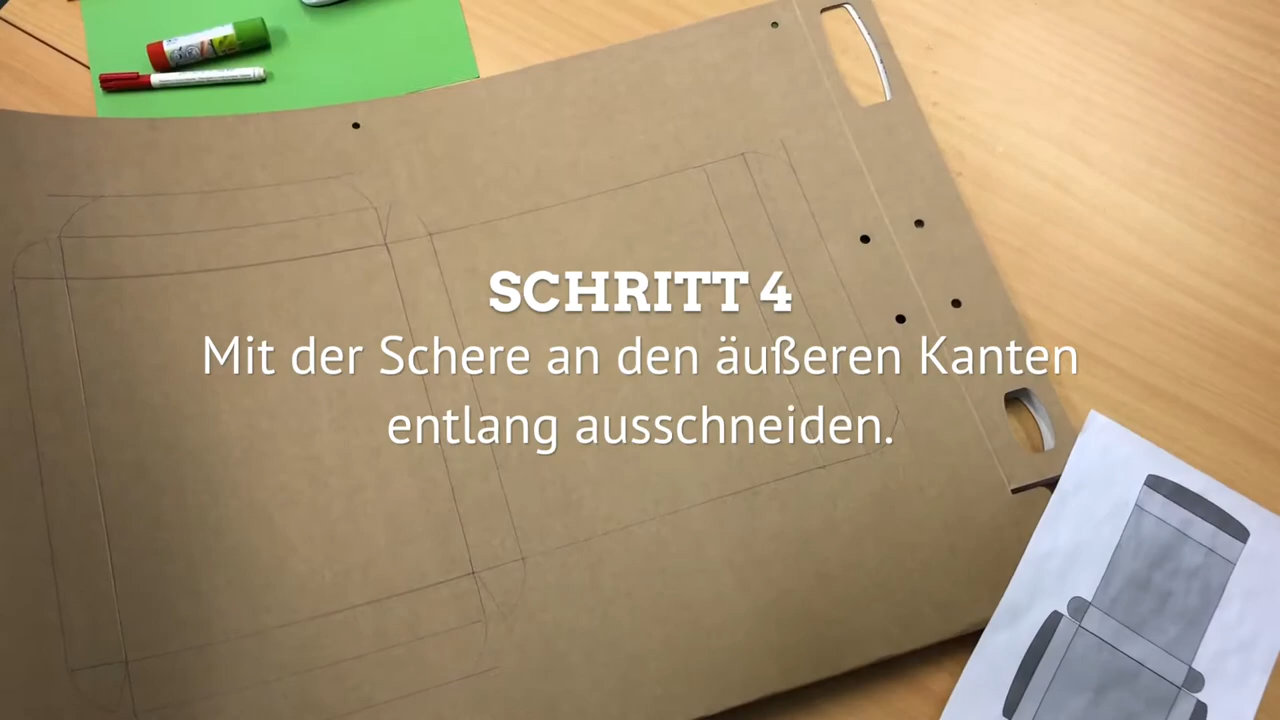 SCHRITT 4
Mit der Schere an den äußeren Kanten
entlang ausschneiden.